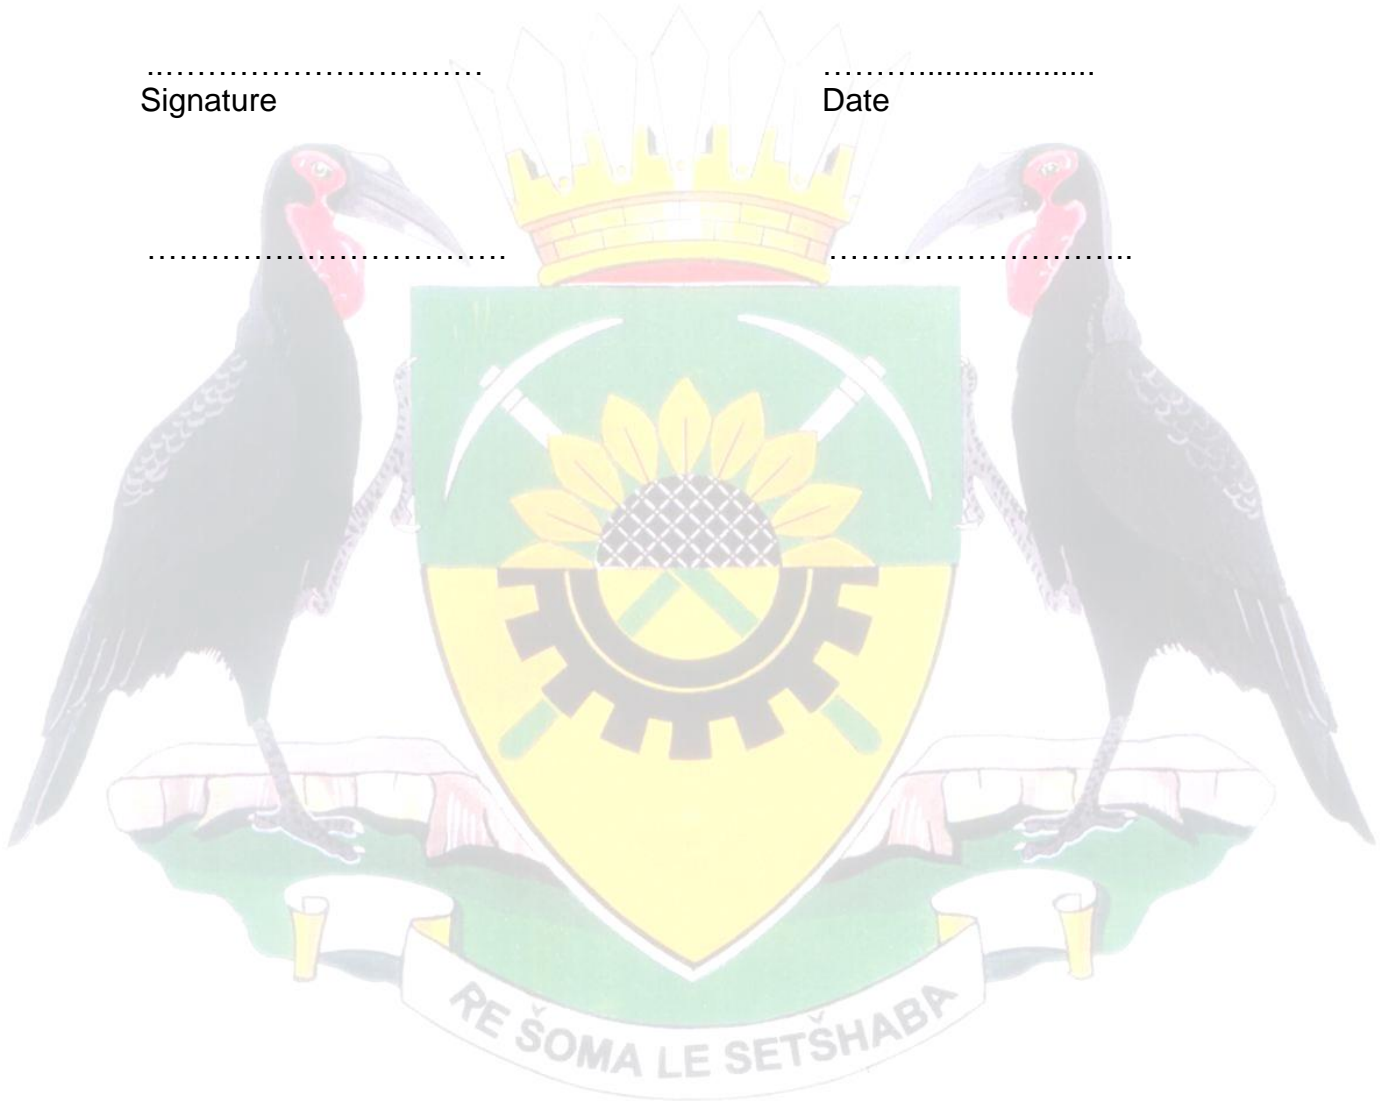 ..…………………………
………...................
Signature
Date
…………………………….
………………………..
RE ŠOMA LE SETŠHABA